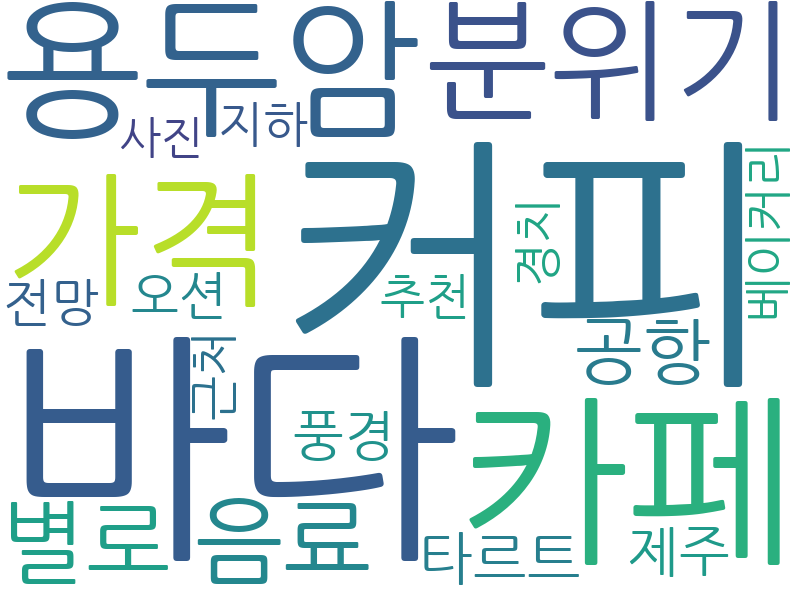 용두암
분위기
사진
지하
가격
커피
경치
베이커리
전망
오션
추천
공항
근처
바다
풍경
카페
별로
음료
타르트
제주